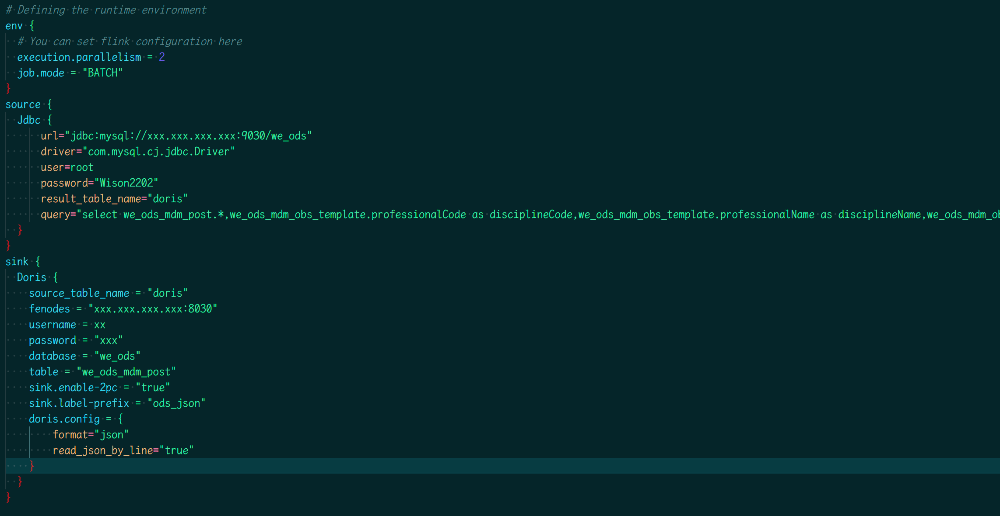 # Defining the runtime environment
env {
  # You can set flink configuration here
  execution.parallelism = 2
  job.mode = "BATCH"
}
source {
  Jdbc {
      url="jdbc:mysql://xxx.xxx.xxx.xxx:9030/we_ods"
      driver="com.mysql.cj.jdbc.Driver"
      user=root
      password="Wison2202"
      result_table_name="doris"
      query="select we_ods_mdm_post.*,we_ods_mdm_obs_template.professionalCode as disciplineCode,we_ods_mdm_obs_template.professionalName as disciplineName,we_ods_mdm_ob
  }
}
sink {
  Doris {
    source_table_name = "doris"
    fenodes = "xxx.xxx.xxx.xxx:8030"
    username = xx
    password = "xxx"
    database = "we_ods"
    table = "we_ods_mdm_post"
    sink.enable-2pc = "true"
    sink.label-prefix = "ods_json"
    doris.config = {
        format="json"
        read_json_by_line="true"
    }
  }
}